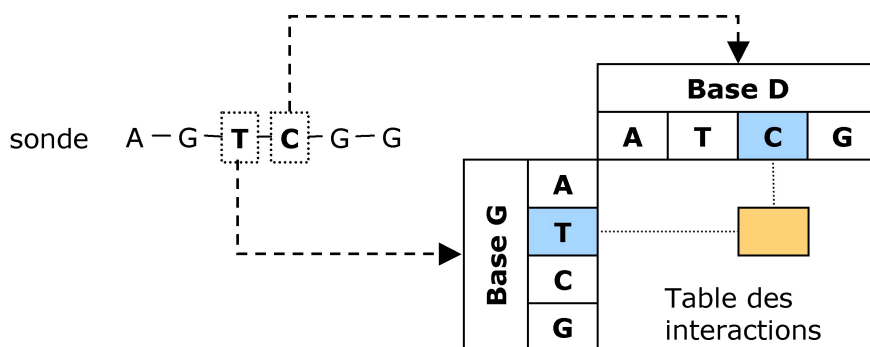 Base D
sonde A G T C G G
A T C G
Base G
A
T
C
G
Table des
interactions